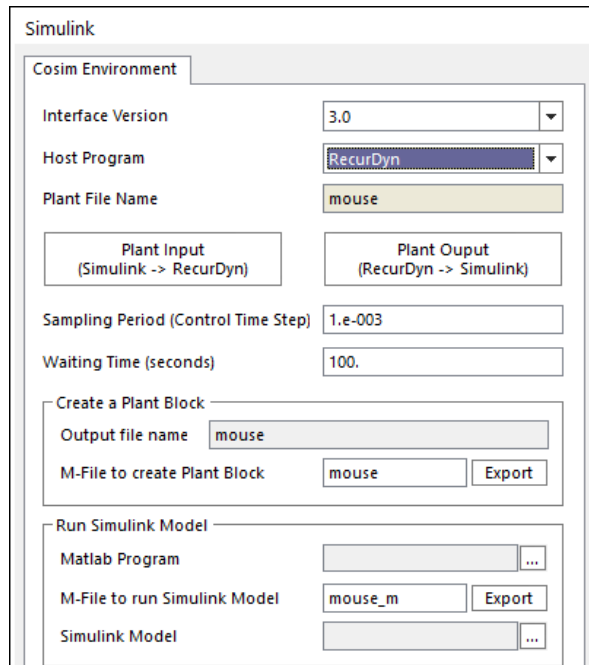 Simulink
Cosim Environment
Interface Version 3.0
Host Program RecurDyn
Plant File Name mouse
Plant Input Plant Ouput
(Simulink -> RecurDyn) (RecurDyn -> Simulink)
Sampling Period (Control Time Step) 1.e-003
Waiting Time (seconds) 100.
Create a Plant Block
Output file name mouse
M-File to create Plant Block mouse Export
Run Simulink Model
Matlab Program ...
M-File to run Simulink Model mouse_m Export
Simulink Model ...